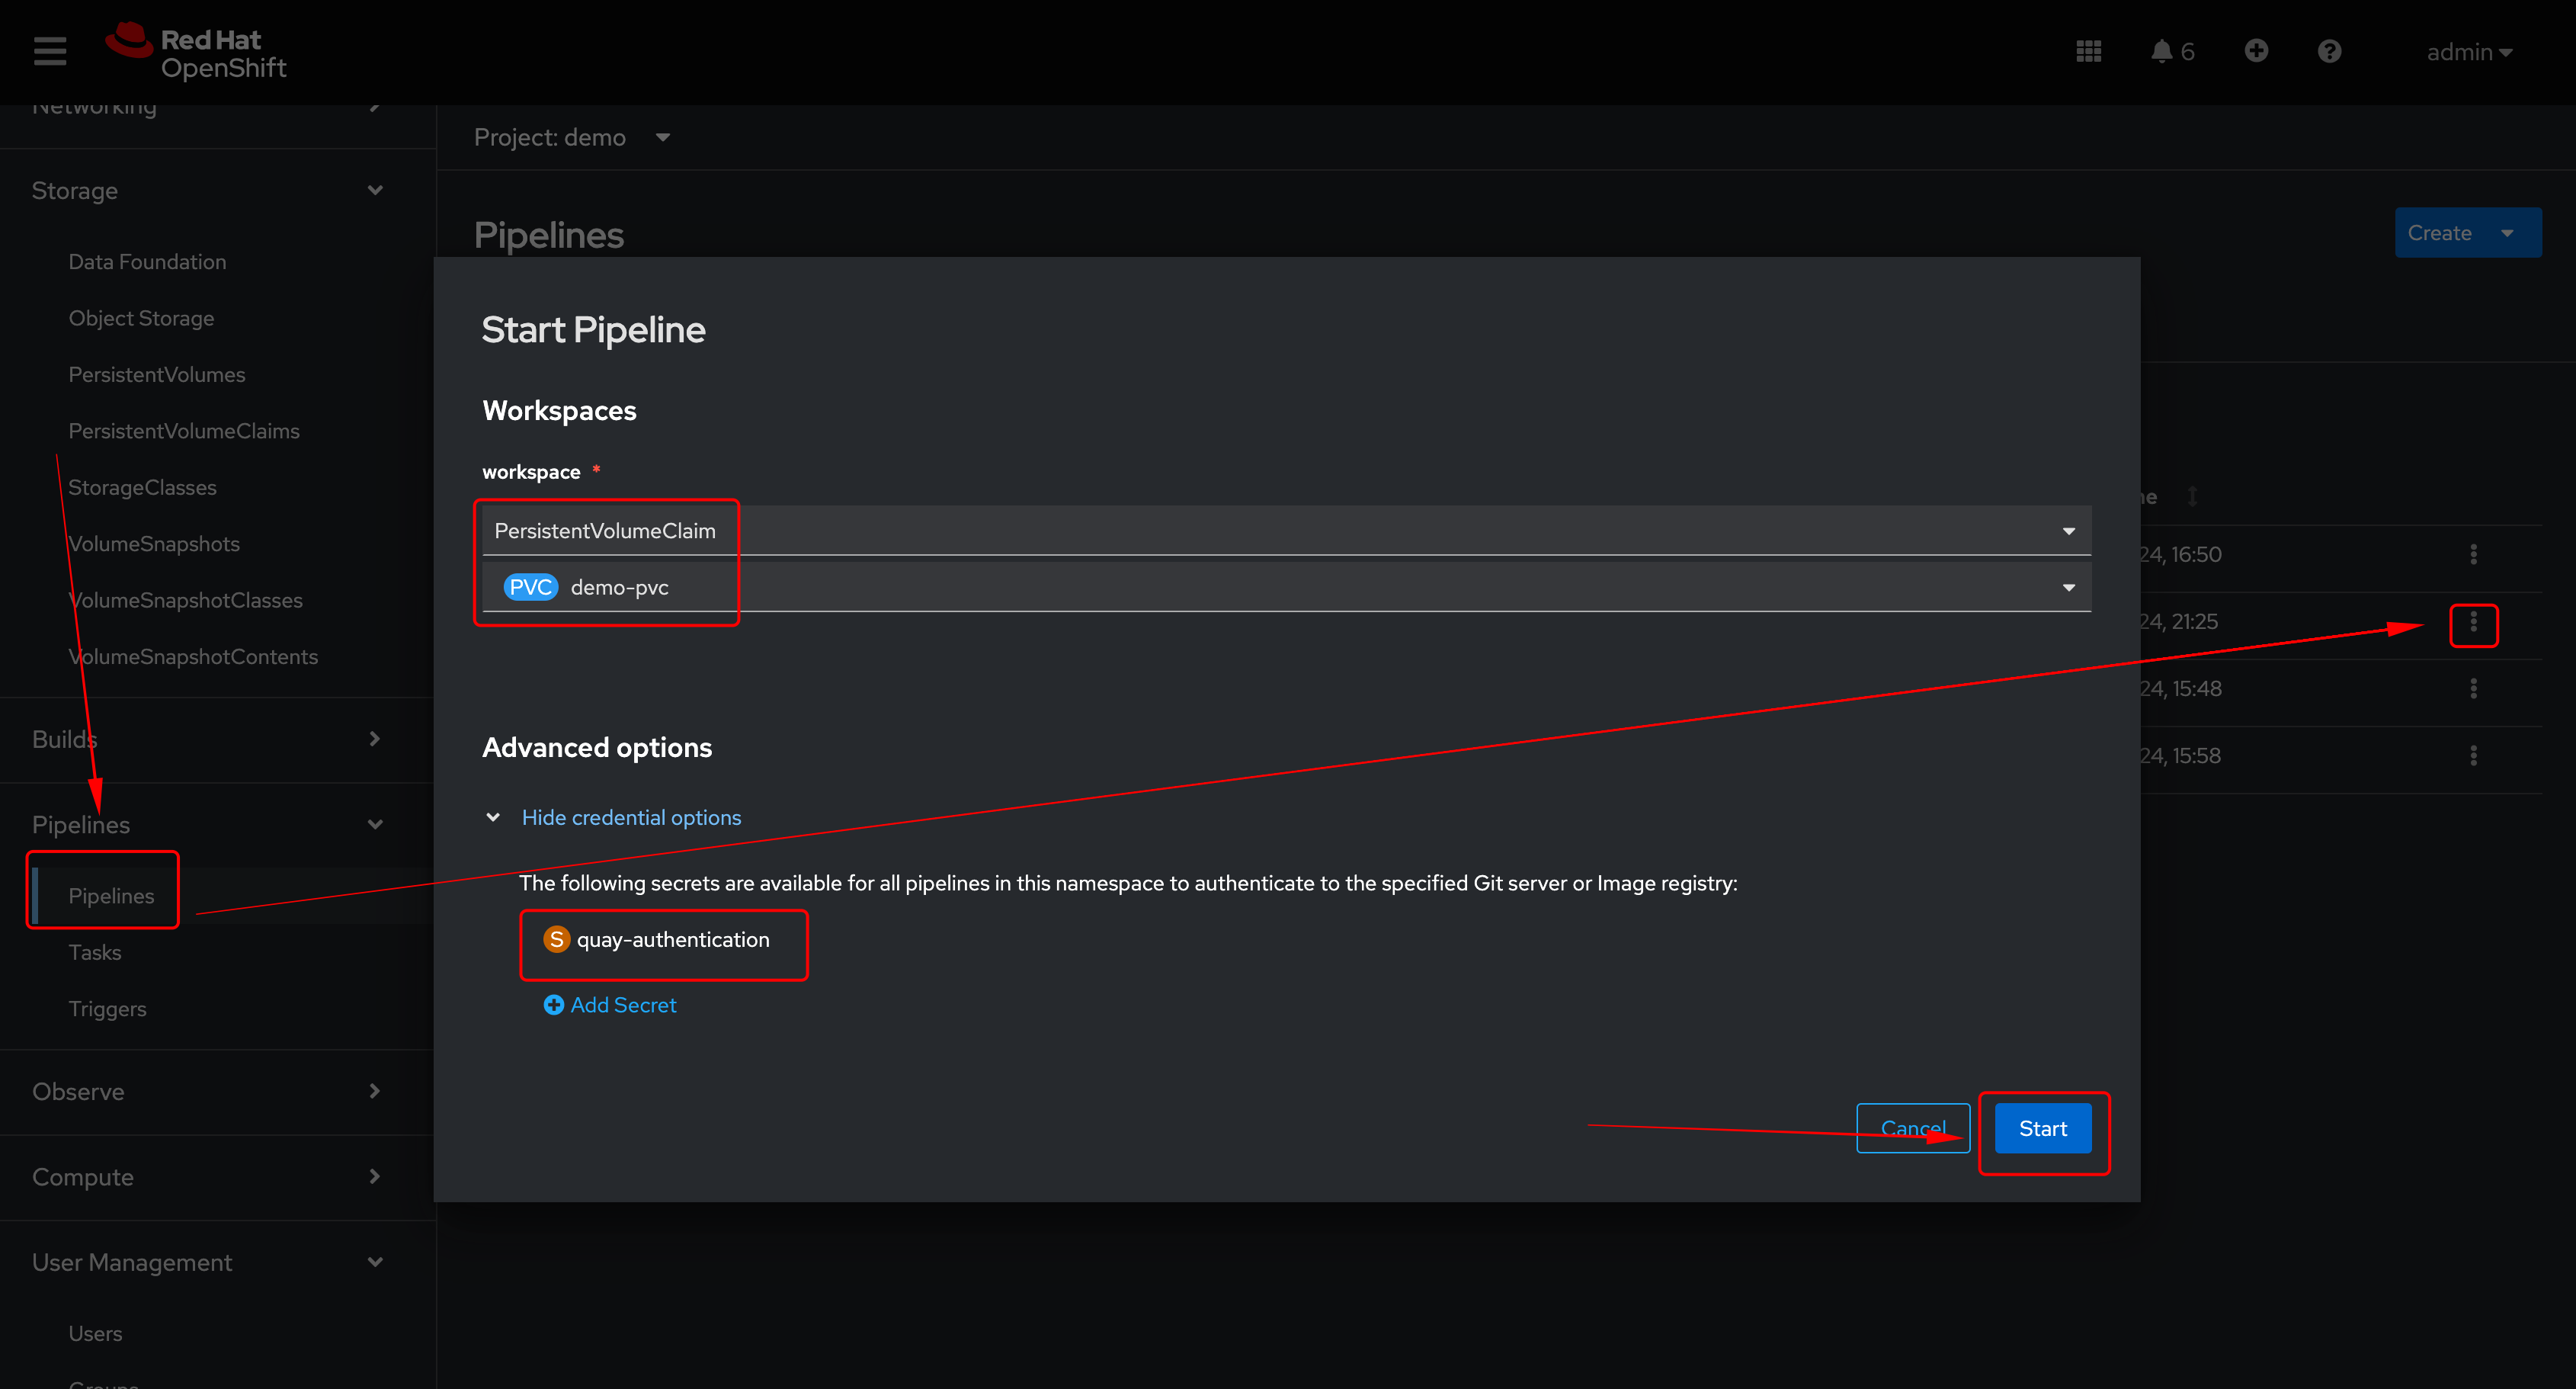 Red Hat
OpenShift
6
admin
Networking
Storage
Data Foundation
Object Storage
PersistentVolumes
PersistentVolumeClaims
StorageClasses
VolumeSnapshots
VolumeSnapshotClasses
VolumeSnapshotContents
Builds
Pipelines
Pipelines
Tasks
Triggers
Observe
Compute
User Management
Users
Groups
Project: demo
Pipelines
Create
Start Pipeline
Workspaces
workspace *
PersistentVolumeClaim
PVC demo-pvc
Advanced options
Hide credential options
The following secrets are available for all pipelines in this namespace to authenticate to the specified Git server or Image registry:
S quay-authentication
Add Secret
Cancel
Start
24, 16:50
24, 21:25
24, 15:48
24, 15:58